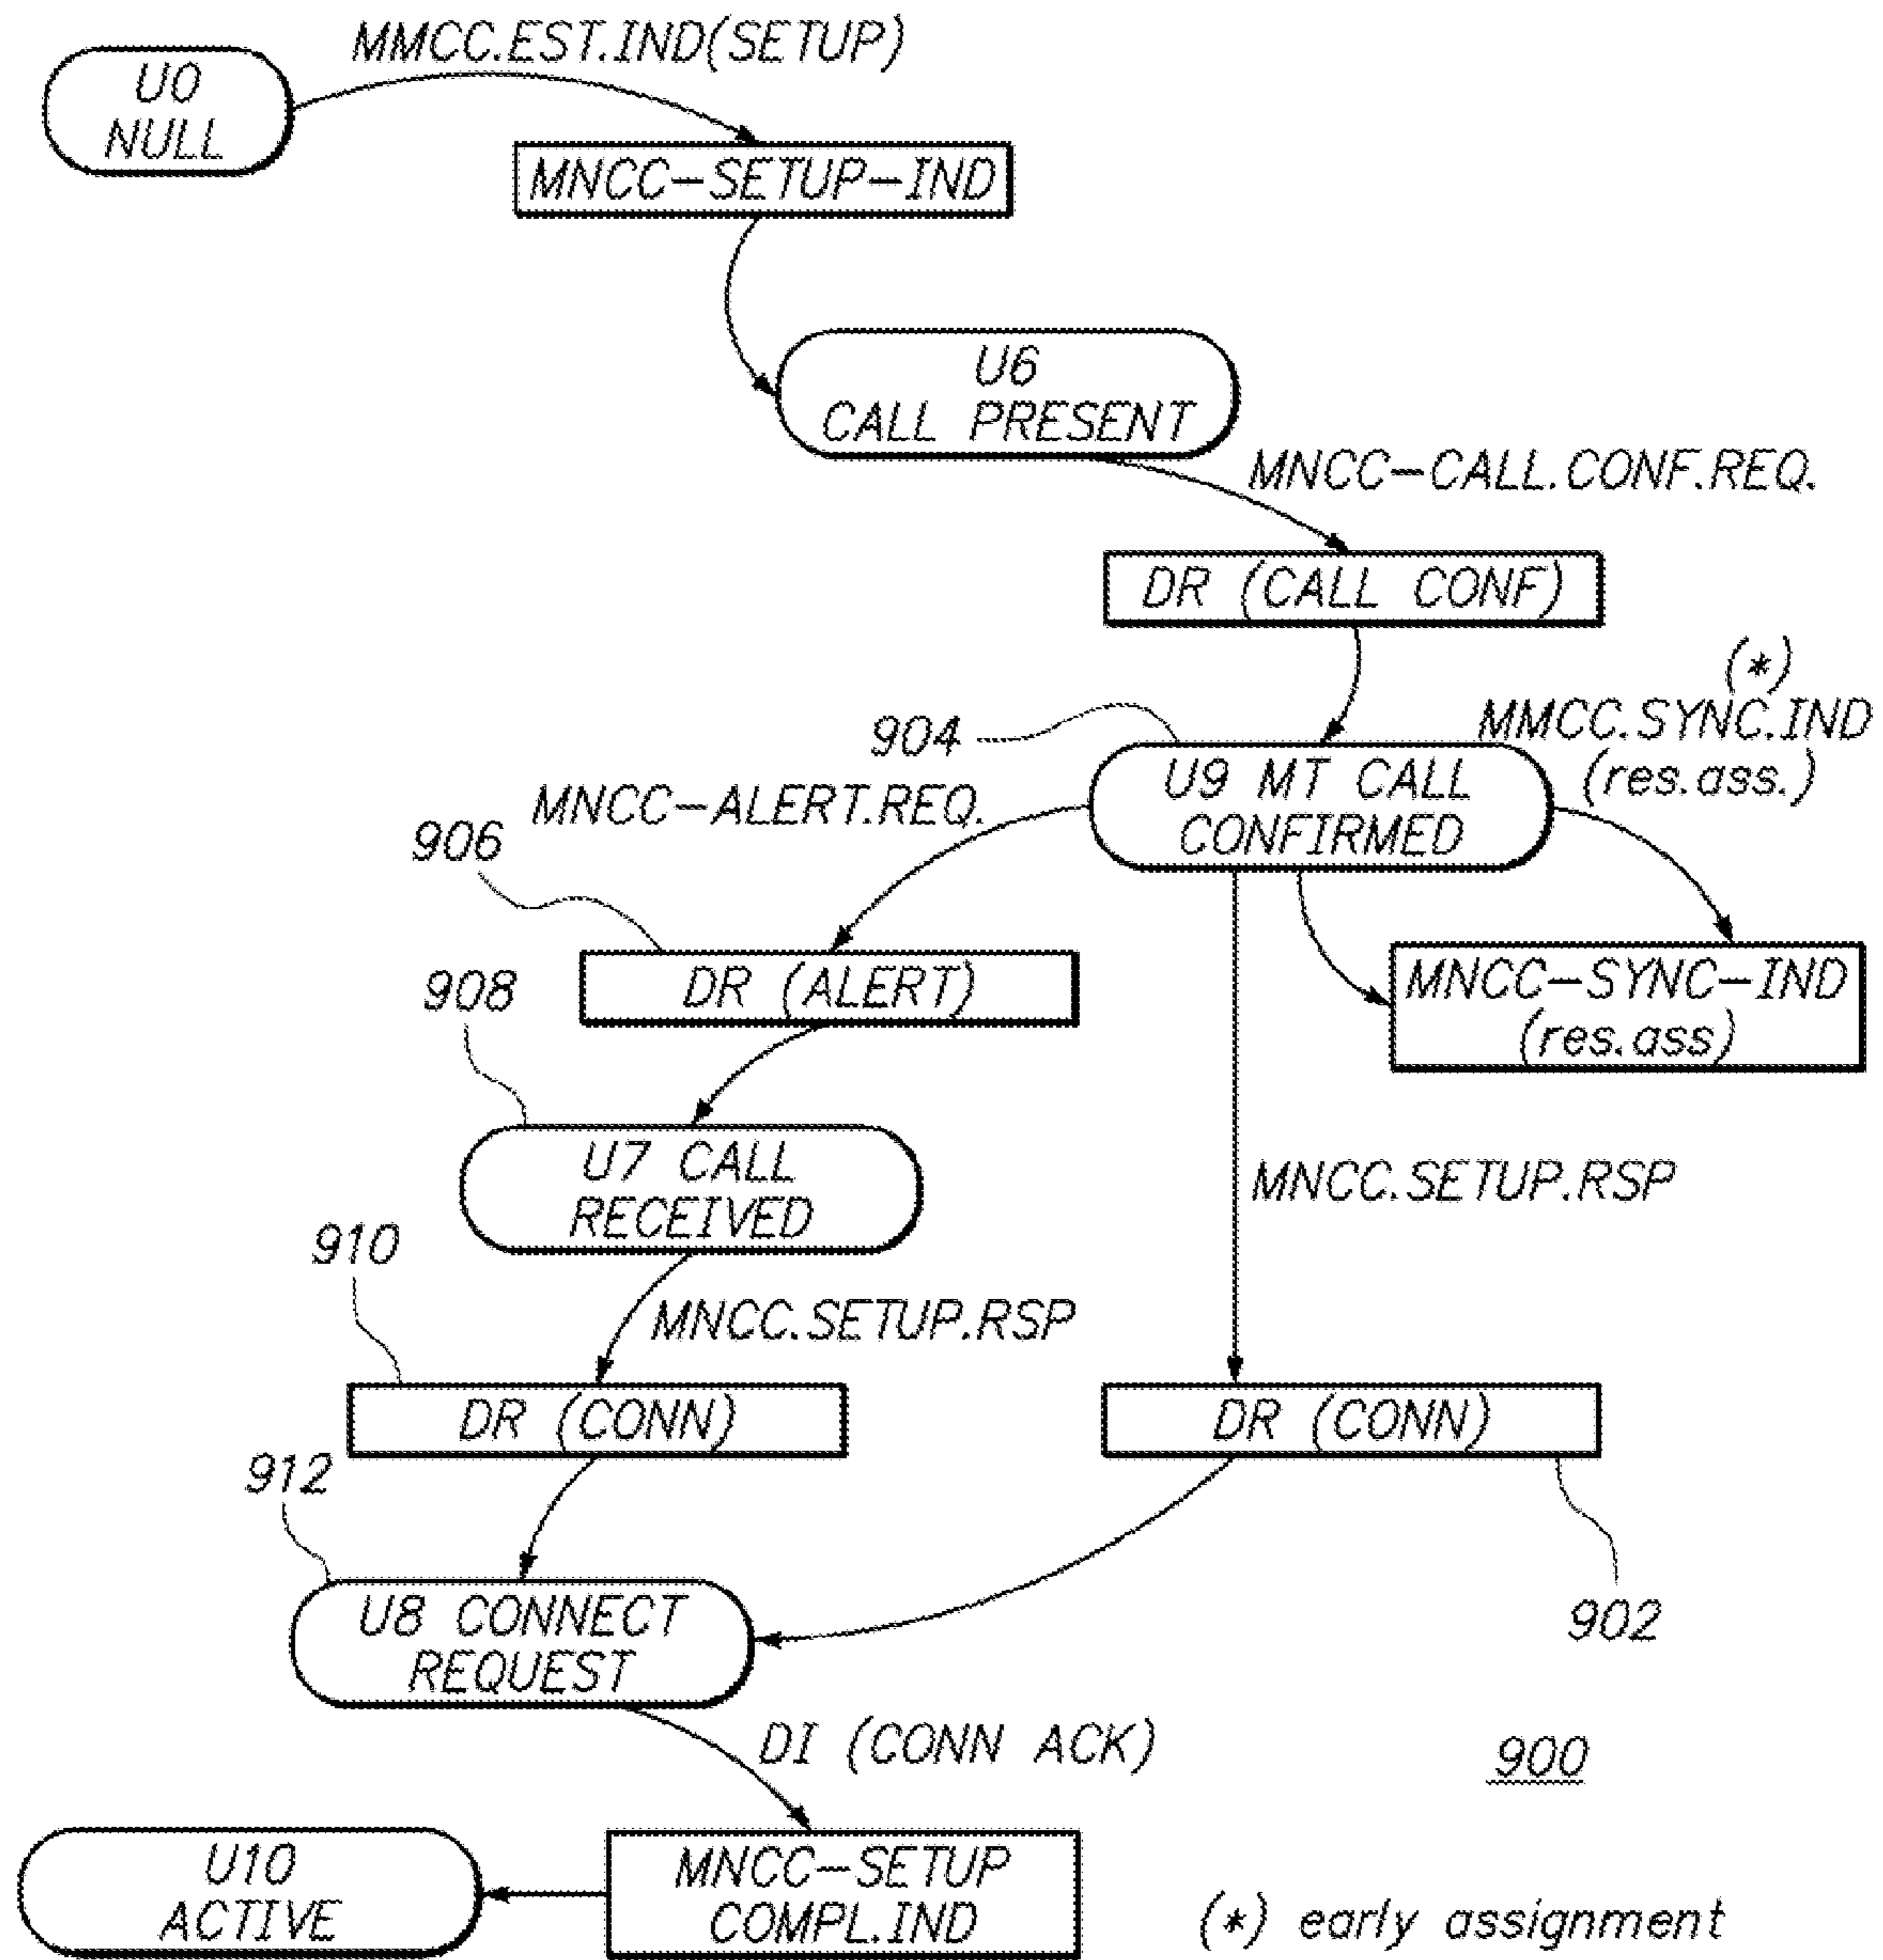 MMCC.EST.IND(SETUP)
U0
NULL
MNCC-SETUP-IND
U6
CALL PRESENT
MNCC-CALL.CONF.REQ.
DR (CALL CONF)
(*)
MMCC.SYNC.IND
(res.ass.)
904
U9 MT CALL
CONFIRMED
MNCC-ALERT.REQ.
906
DR (ALERT)
MNCC-SYNC-IND
(res.ass)
908
U7 CALL
RECEIVED
MNCC.SETUP.RSP
910
MNCC.SETUP.RSP
DR (CONN)
DR (CONN)
912
U8 CONNECT
REQUEST
902
DI (CONN ACK)
900
U10
ACTIVE
MNCC-SETUP
COMPL.IND
(*) early assignment